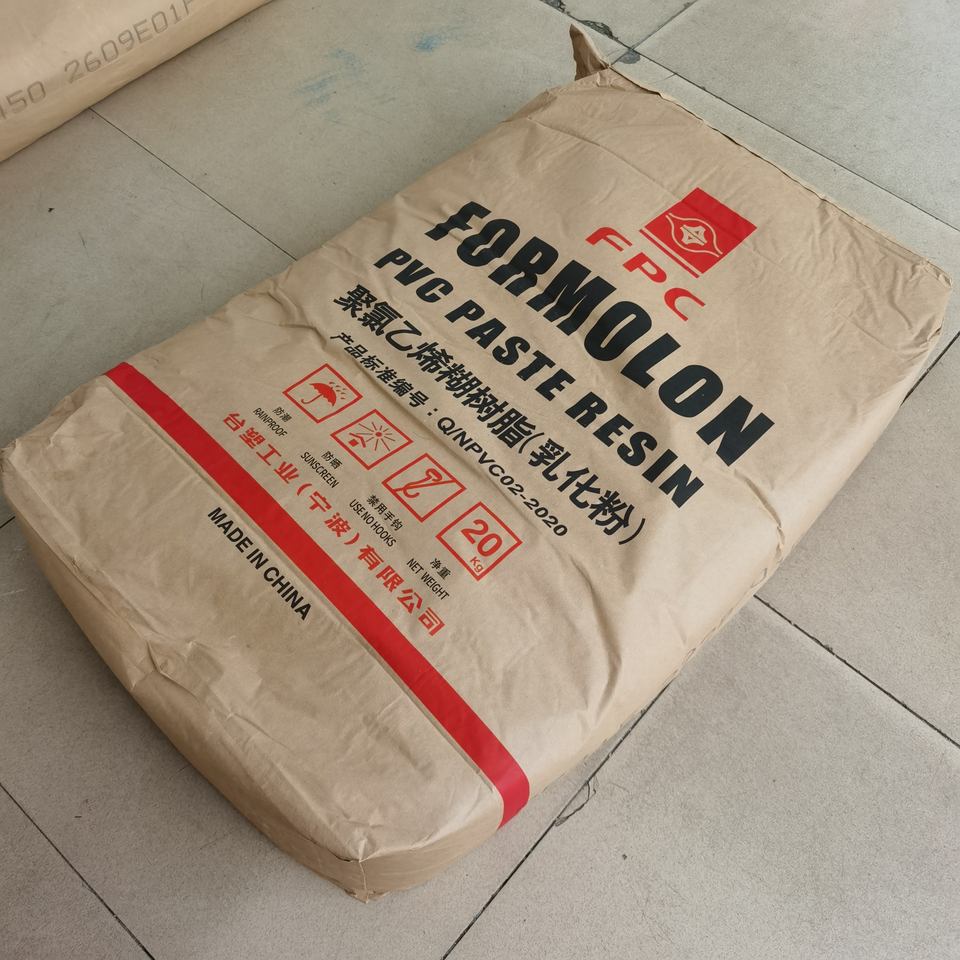 150 2609E01F
FPC
FORMOLON
PVC PASTE RESIN
聚氯乙烯糊树脂(乳化粉)
产品标准编号：Q/NPVC02-2020
20
Kg
防潮
RAINPROOF
防晒
SUNSCREEN
禁用手钩
USE NO HOOKS
净重
NET WEIGHT
台塑工业(宁波)有限公司
MADE IN CHINA